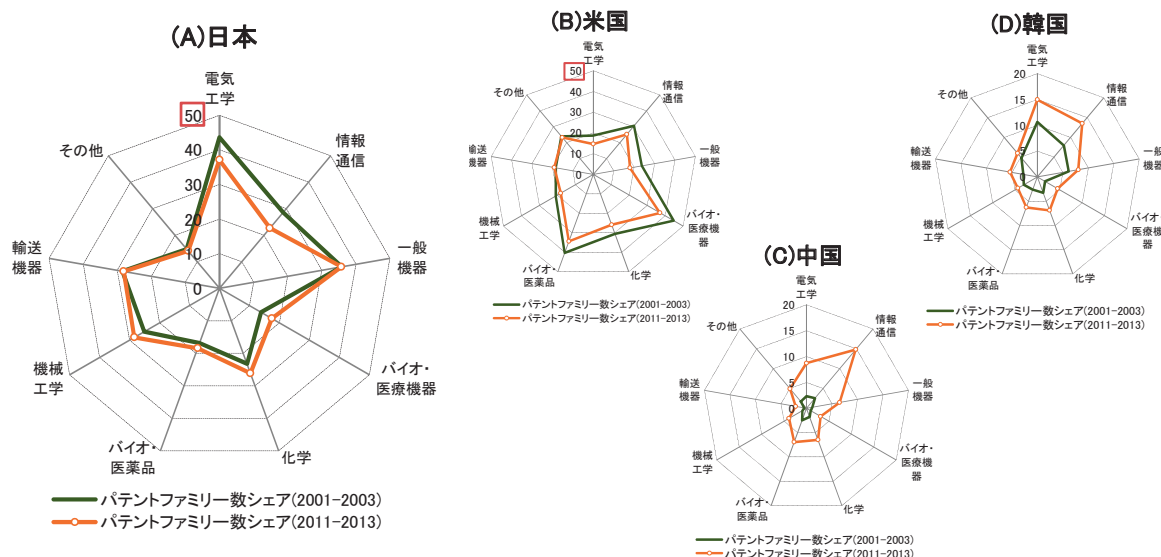 (A)日本
電気
工学
50
40
30
20
10
0
情報
通信
一般
機器
バイオ・
医療機器
化学
バイオ・
医薬品
機械
工学
輸送
機器
その他
パテントファミリー数シェア(2001-2003)
パテントファミリー数シェア(2011-2013)
(B)米国
電気
工学
50
40
30
20
10
0
情報
通信
一般
機器
バイオ・
医療機
器
化学
バイオ・
医薬品
機械
工学
輸送
機器
その他
パテントファミリー数シェア(2001-2003)
パテントファミリー数シェア(2011-2013)
(C)中国
電気
工学
20
15
10
5
0
情報
通信
一般
機器
バイオ・
医療機
器
化学
バイオ・
医薬品
機械
工学
輸送
機器
その他
パテントファミリー数シェア(2001-2003)
パテントファミリー数シェア(2011-2013)
(D)韓国
電気
工学
20
15
10
5
0
情報
通信
一般
機器
バイオ・
医療機
器
化学
バイオ・
医薬品
機械
工学
輸送
機器
その他
パテントファミリー数シェア(2001-2003)
パテントファミリー数シェア(2011-2013)